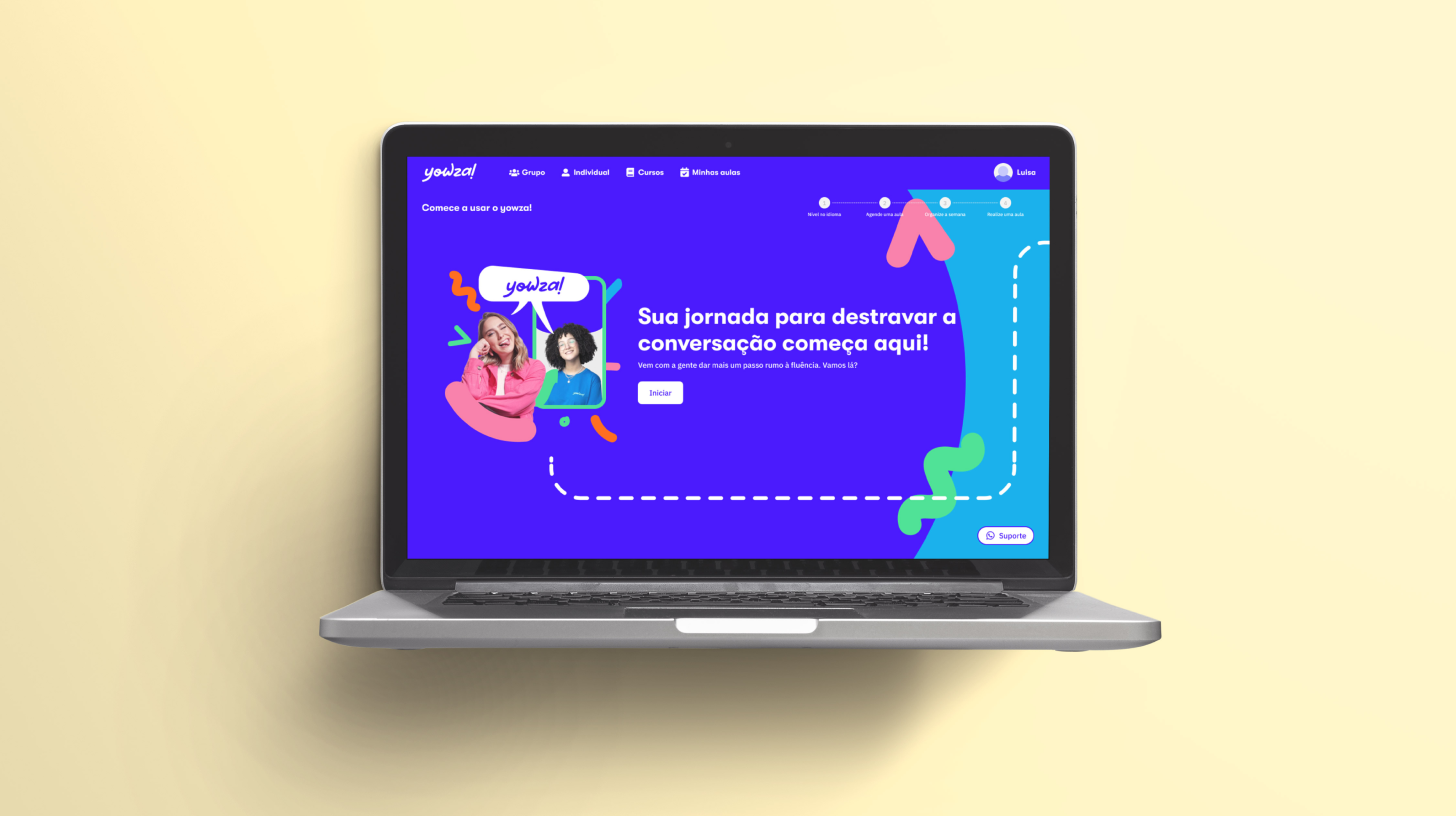 yowza!
Grupo
Individual
Cursos
Minhas aulas
Luisa
Comece a usar o yowza!
1
2
3
4
Nível no idioma
Agende uma aula
Organize a semana
Realize uma aula
yowza!
Sua jornada para destravar a
conversação começa aqui!
Vem com a gente dar mais um passo rumo à fluência. Vamos lá?
Iniciar
Suporte